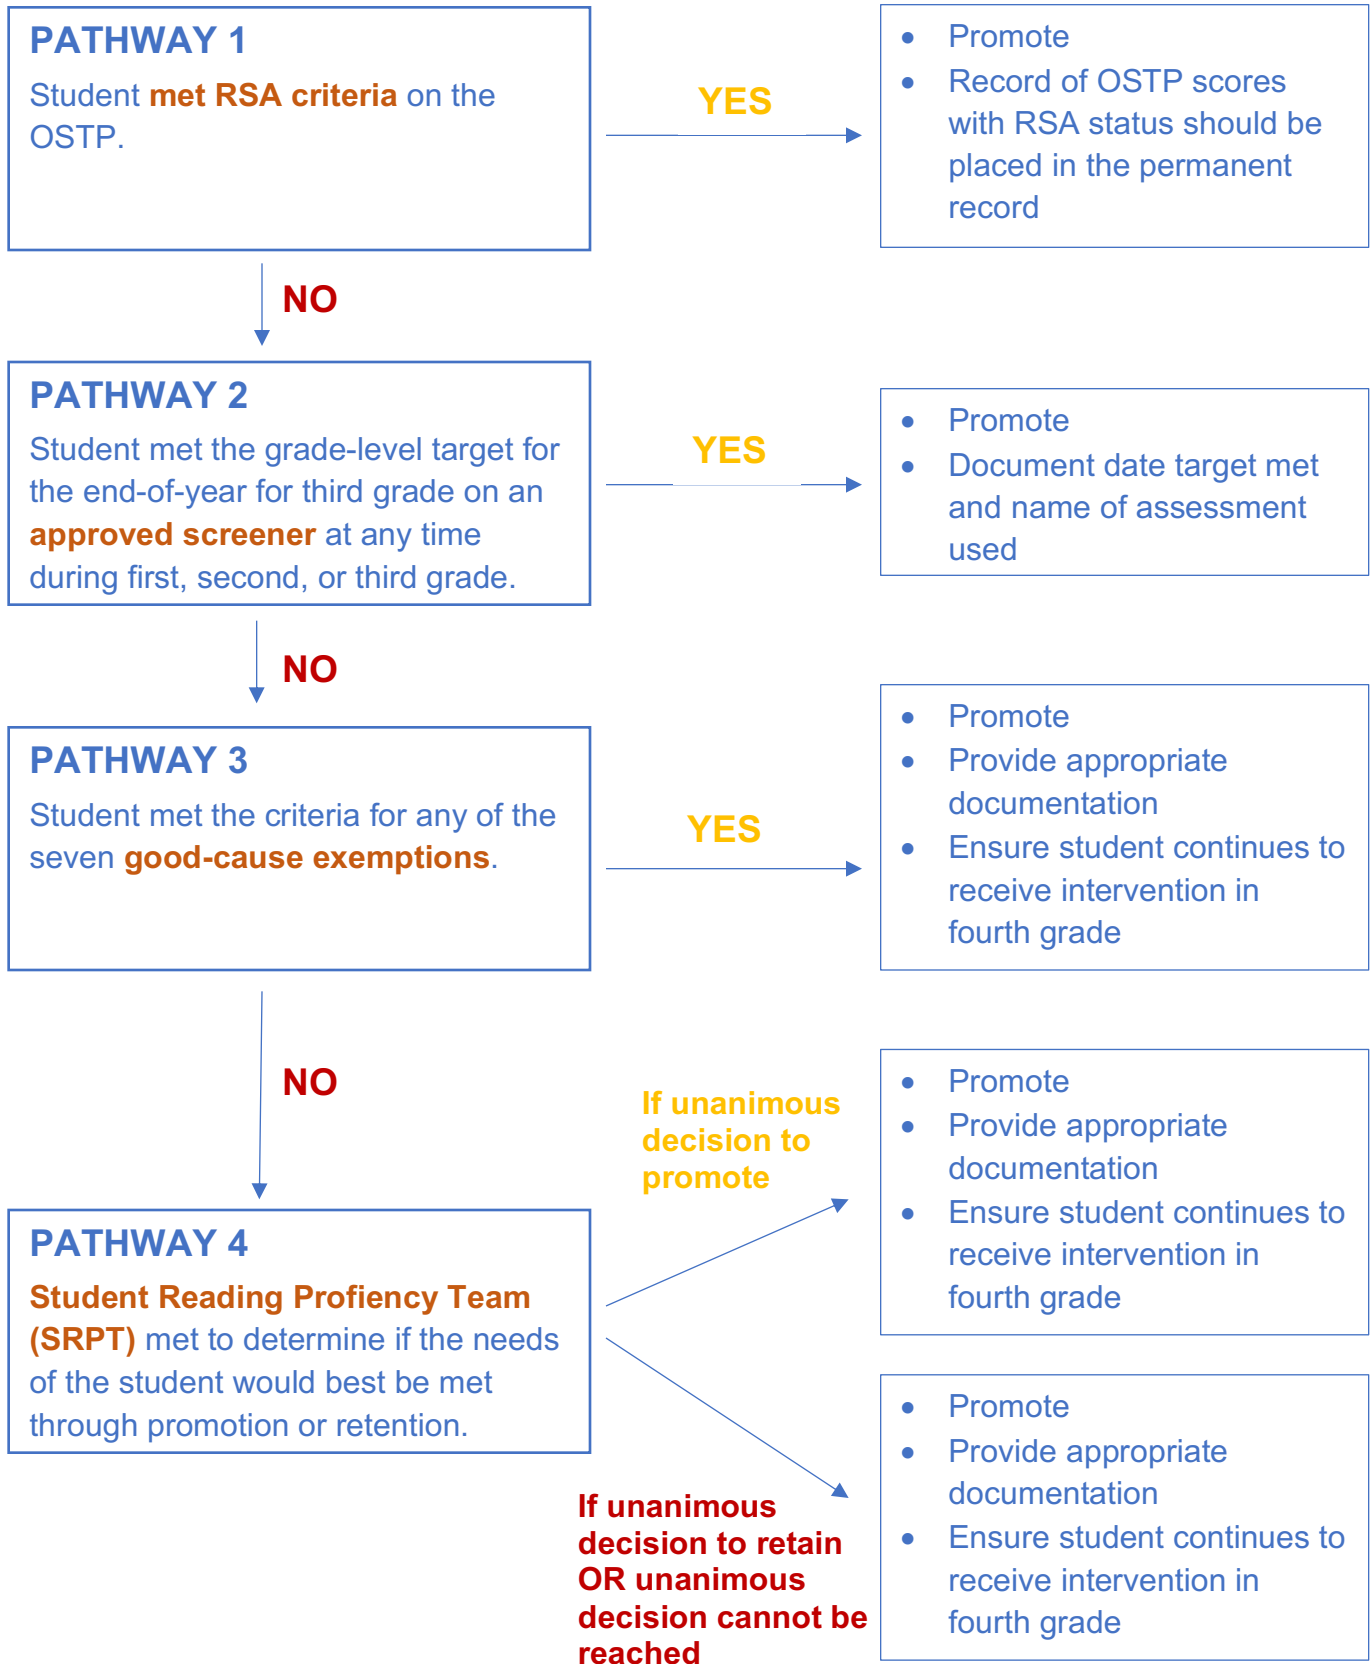 PATHWAY 1
Student met RSA criteria on the
OSTP.
YES
• Promote
• Record of OSTP scores
with RSA status should be
placed in the permanent
record
NO
PATHWAY 2
Student met the grade-level target for
the end-of-year for third grade on an
approved screener at any time
during first, second, or third grade.
YES
• Promote
• Document date target met
and name of assessment
used
NO
PATHWAY 3
Student met the criteria for any of the
seven good-cause exemptions.
YES
• Promote
• Provide appropriate
documentation
• Ensure student continues to
receive intervention in
fourth grade
NO
PATHWAY 4
Student Reading Profiency Team
(SRPT) met to determine if the needs
of the student would best be met
through promotion or retention.
If unanimous
decision to
promote
• Promote
• Provide appropriate
documentation
• Ensure student continues to
receive intervention in
fourth grade
If unanimous
decision to retain
OR unanimous
decision cannot be
reached
• Promote
• Provide appropriate
documentation
• Ensure student continues to
receive intervention in
fourth grade